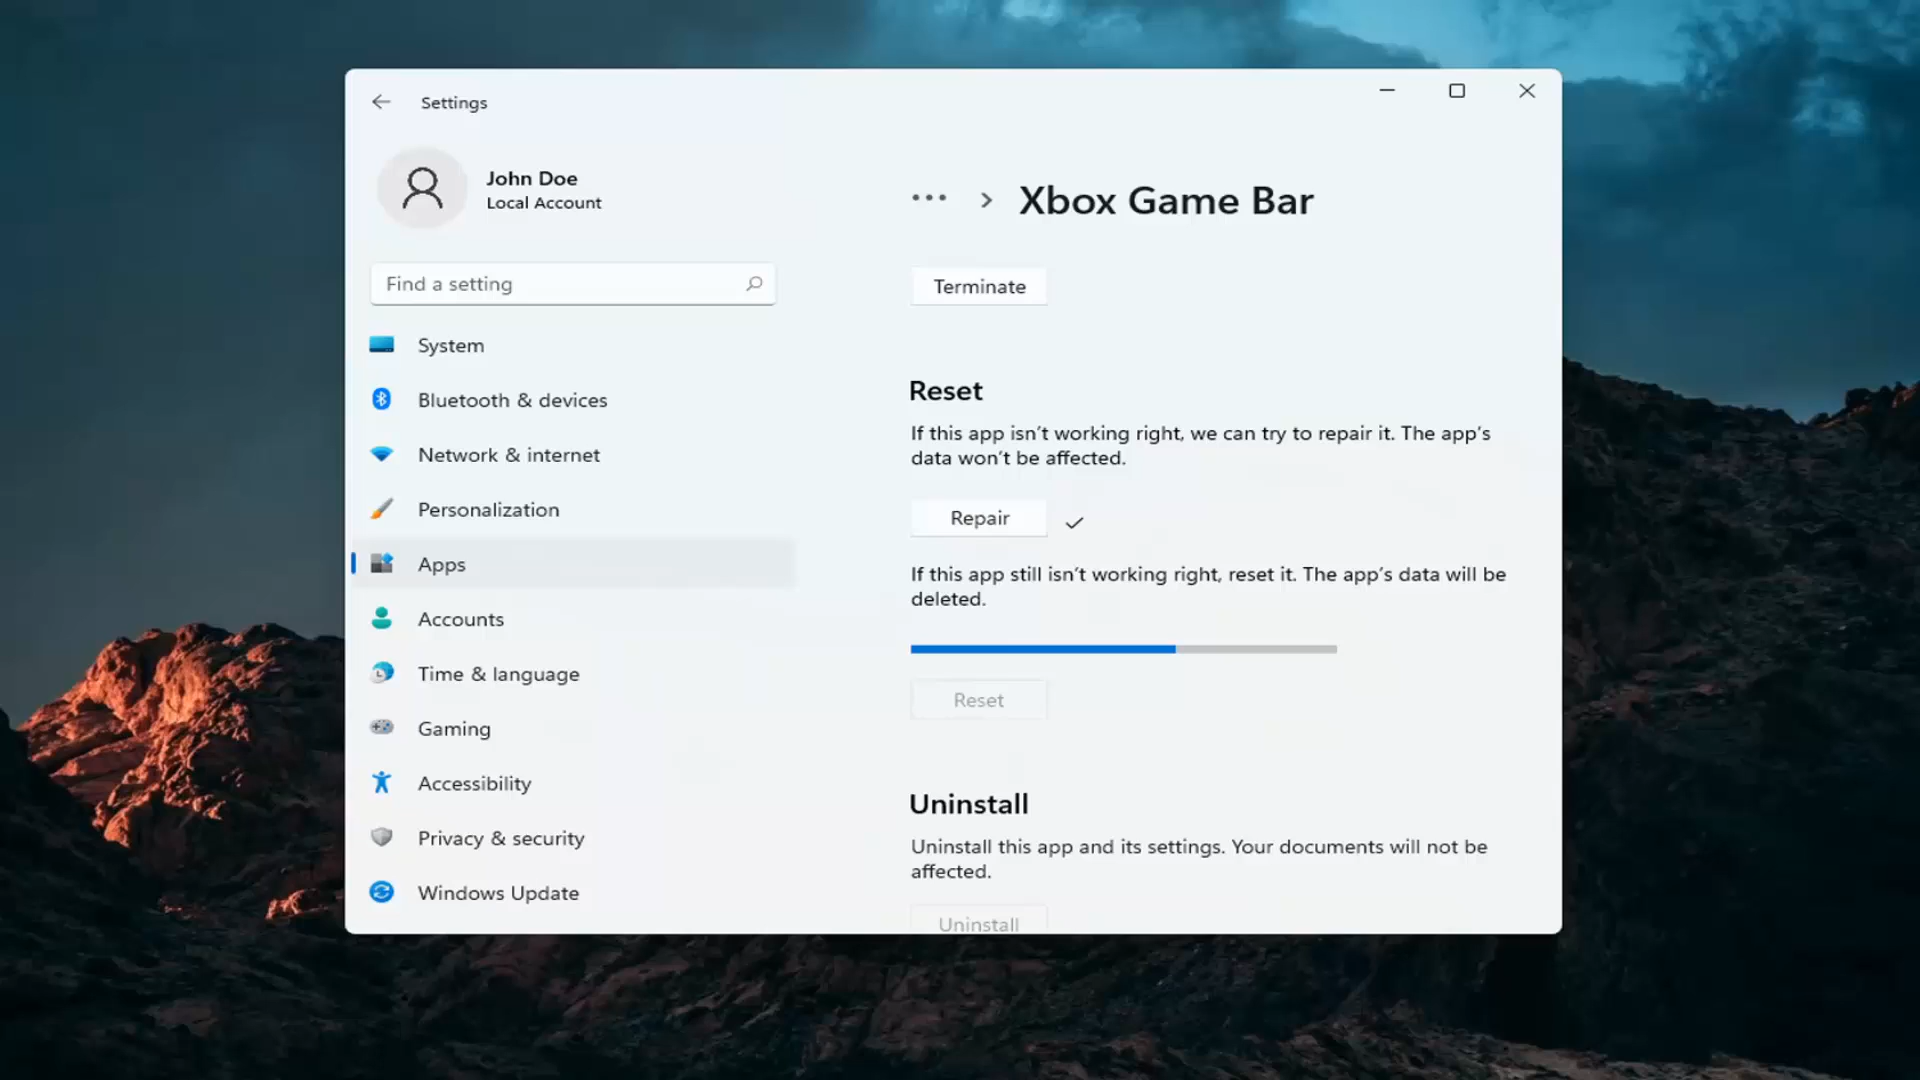 Settings
John Doe
Local Account
Find a setting
System
Bluetooth & devices
Network & internet
Personalization
Apps
Accounts
Time & language
Gaming
Accessibility
Privacy & security
Windows Update
Xbox Game Bar
Terminate
Reset
If this app isn’t working right, we can try to repair it. The app’s
data won’t be affected.
Repair
If this app still isn’t working right, reset it. The app’s data will be
deleted.
Reset
Uninstall
Uninstall this app and its settings. Your documents will not be
affected.
Uninstall